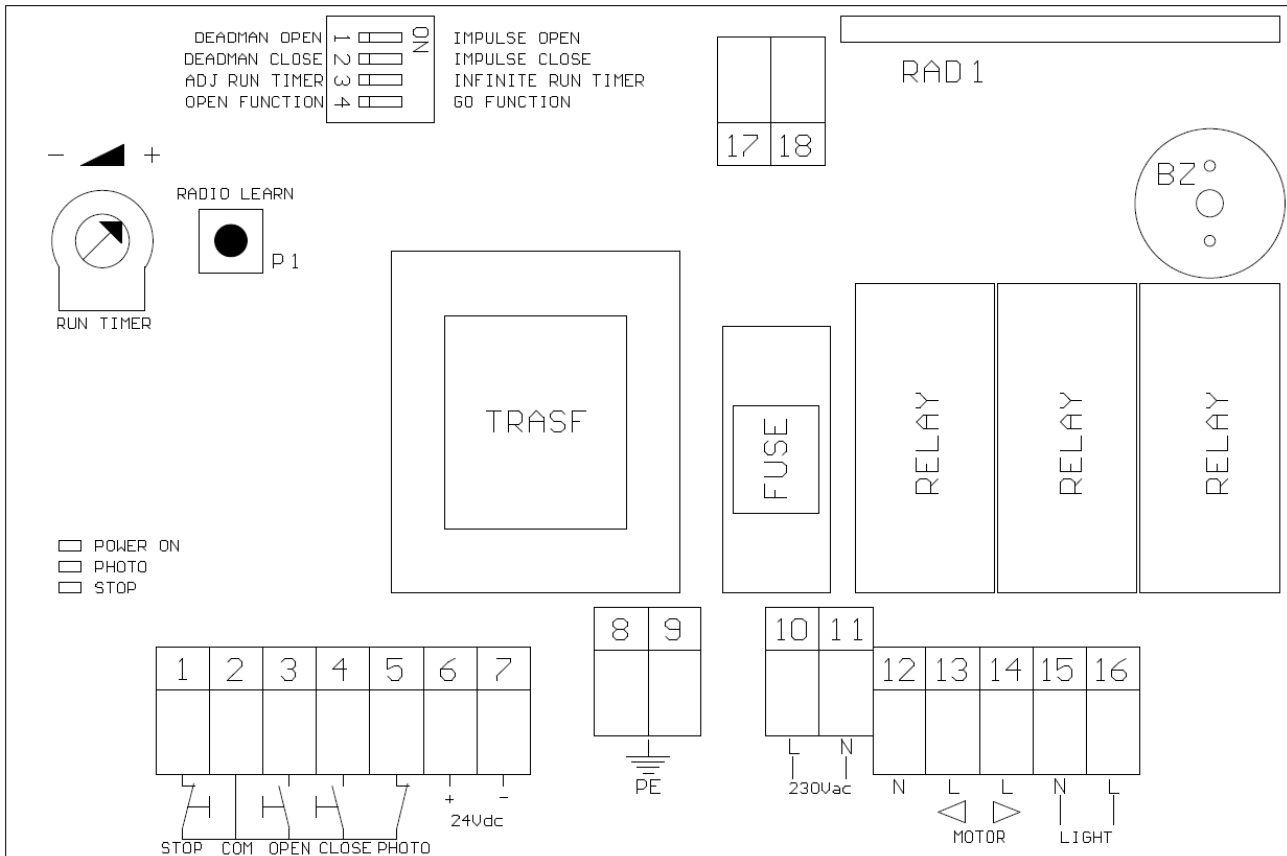 DEADMAN OPEN 1 ON IMPULSE OPEN
DEADMAN CLOSE 2 IMPULSE CLOSE
ADJ RUN TIMER 3 INFINITE RUN TIMER
OPEN FUNCTION 4 GO FUNCTION
RAD1
17 18
- +
RADIO LEARN
P1
RUN TIMER
BZ
TRASF
FUSE
RELAY
RELAY
RELAY
POWER ON
PHOTO
STOP
1 2 3 4 5 6 7
8 9
10 11
12 13 14 15 16
+ -
24Vdc
STOP COM OPEN CLOSE PHOTO
PE
L N
230Vac
N L L N L
MOTOR LIGHT